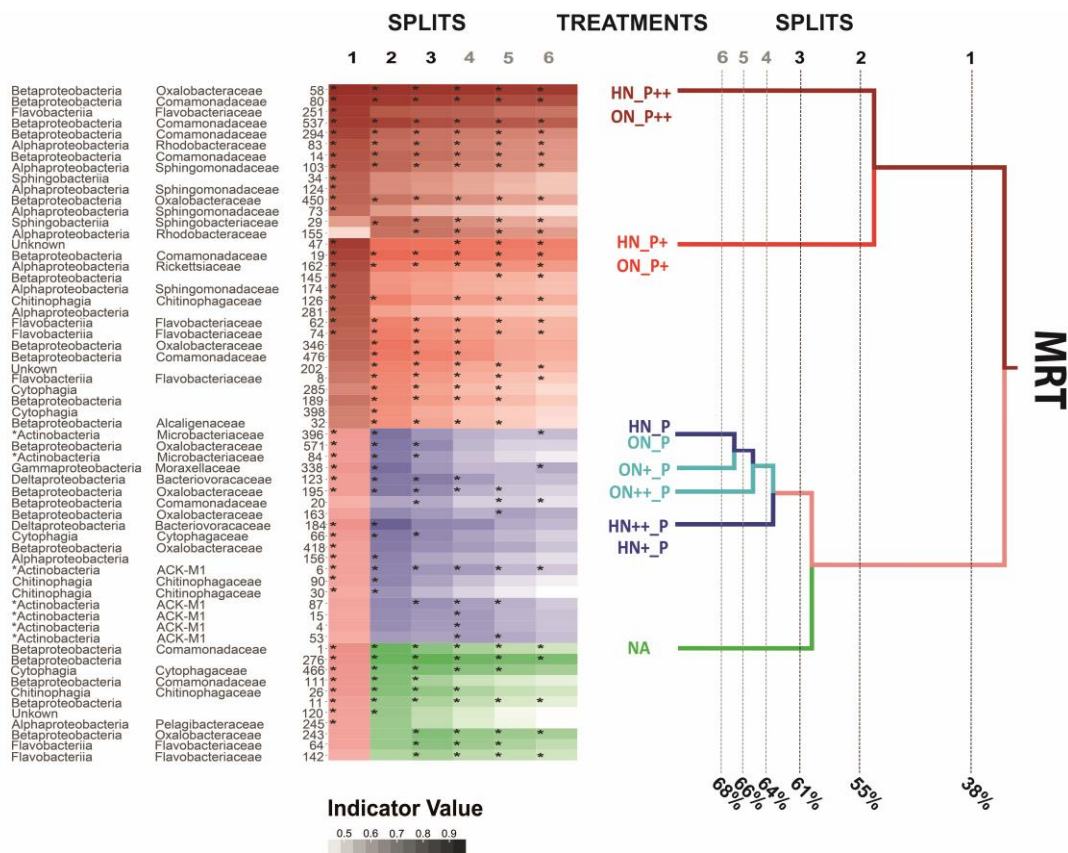 SPLITS TREATMENTS SPLITS
1 2 3 4 5 6
6 5 4 3 2 1
Betaproteobacteria Oxalobacteraceae 58
Betaproteobacteria Comamonadaceae 80
Flavobacteriia Flavobacteriaceae 251
Betaproteobacteria Comamonadaceae 537
Betaproteobacteria Comamonadaceae 294
Alphaproteobacteria Rhodobacteraceae 83
Betaproteobacteria Comamonadaceae 14
Alphaproteobacteria Sphingomonadaceae 103
Sphingobacteriia 34
Alphaproteobacteria Sphingomonadaceae 124
Betaproteobacteria Oxalobacteraceae 450
Alphaproteobacteria Sphingomonadaceae 73
Sphingobacteriia Sphingobacteriaceae 29
Alphaproteobacteria Rhodobacteraceae 155
Unknown 47
Betaproteobacteria Comamonadaceae 19
Alphaproteobacteria Rickettsiaceae 162
Betaproteobacteria 145
Alphaproteobacteria Sphingomonadaceae 174
Chitinophagia Chitinophagaceae 126
Alphaproteobacteria 281
Flavobacteriia Flavobacteriaceae 62
Flavobacteriia Flavobacteriaceae 74
Betaproteobacteria Oxalobacteraceae 346
Betaproteobacteria Comamonadaceae 476
Unkown 202
Flavobacteriia Flavobacteriaceae 8
Cytophagia 285
Betaproteobacteria 189
Cytophagia 398
Betaproteobacteria Alcaligenaceae 32
*Actinobacteria Microbacteriaceae 396
Betaproteobacteria Oxalobacteraceae 571
*Actinobacteria Microbacteriaceae 84
Gammaproteobacteria Moraxellaceae 338
Deltaproteobacteria Bacteriovoracaceae 123
Betaproteobacteria Oxalobacteraceae 195
Betaproteobacteria Comamonadaceae 20
Betaproteobacteria 163
Deltaproteobacteria Bacteriovoracaceae 184
Cytophagia Cytophagaceae 66
Betaproteobacteria Oxalobacteraceae 418
Alphaproteobacteria 156
*Actinobacteria ACK-M1 6
Chitinophagia Chitinophagaceae 90
Chitinophagia Chitinophagaceae 30
*Actinobacteria ACK-M1 87
*Actinobacteria ACK-M1 15
*Actinobacteria ACK-M1 4
*Actinobacteria ACK-M1 53
Betaproteobacteria Comamonadaceae 1
Betaproteobacteria 276
Cytophagia Cytophagaceae 466
Betaproteobacteria Comamonadaceae 111
Chitinophagia Chitinophagaceae 26
Betaproteobacteria 11
Unkown 120
Alphaproteobacteria Pelagibacteraceae 245
Betaproteobacteria Oxalobacteraceae 243
Flavobacteriia Flavobacteriaceae 64
Flavobacteriia Flavobacteriaceae 142
HN_P++
ON_P++
HN_P+
ON_P+
HN_P
ON_P
ON+_P
ON++_P
HN++_P
HN+_P
NA
MRT
68% 66% 64% 61% 55% 38%
Indicator Value
0.5 0.6 0.7 0.8 0.9